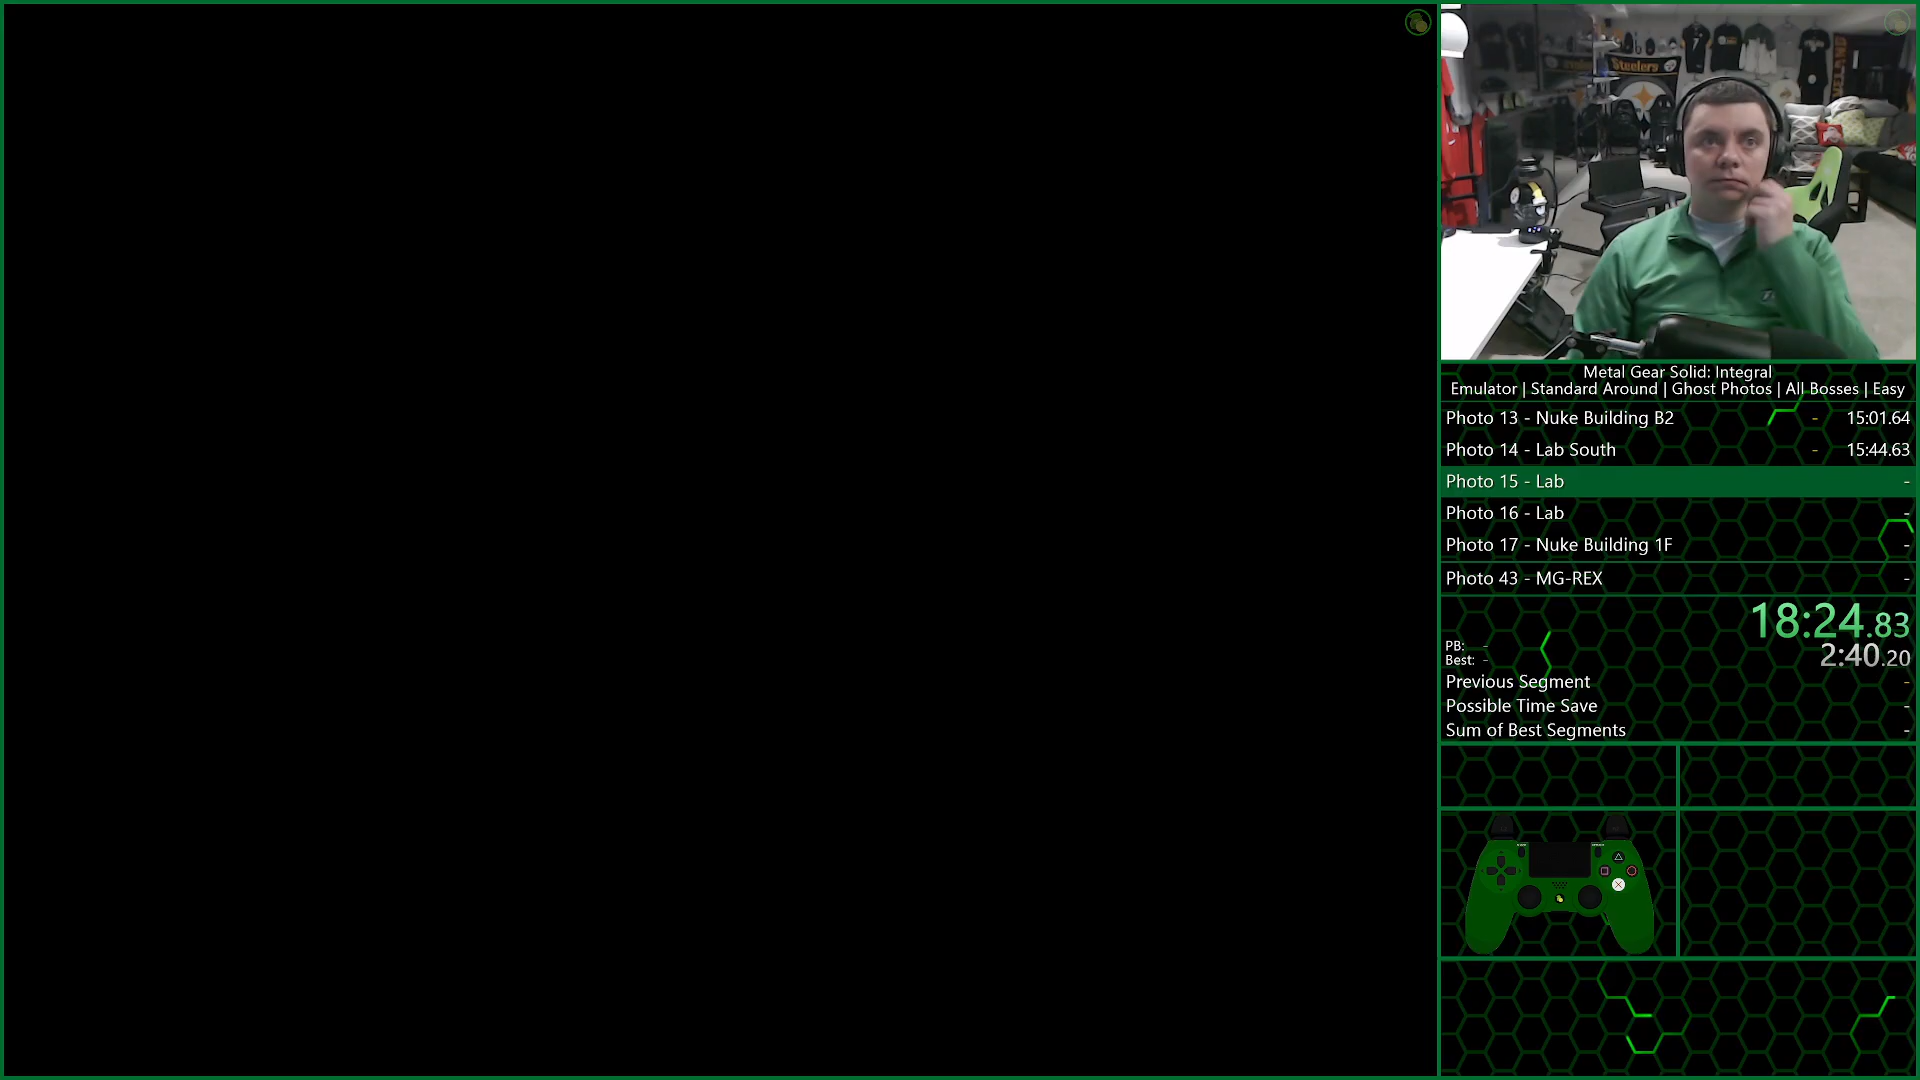 Steelers
7
Metal Gear Solid: Integral
Emulator | Standard Around | Ghost Photos | All Bosses | Easy
Photo 13 - Nuke Building B2 - 15:01.64
Photo 14 - Lab South - 15:44.63
Photo 15 - Lab -
Photo 16 - Lab -
Photo 17 - Nuke Building 1F -
Photo 43 - MG-REX -
18:24.83
PB: -
2:40.20
Best: -
Previous Segment -
Possible Time Save -
Sum of Best Segments -